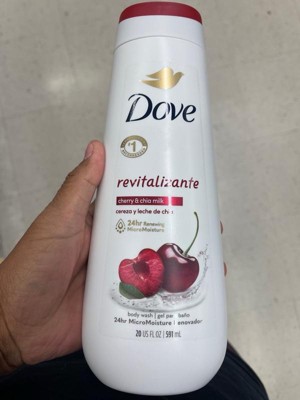 Dove
#1
revitalizante
cherry & chia milk
cereza y leche de chía
24hr Renewing
MicroMoisture
body wash | gel para baño
24hr MicroMoisture Renovador
20 US FL OZ | 591 mL